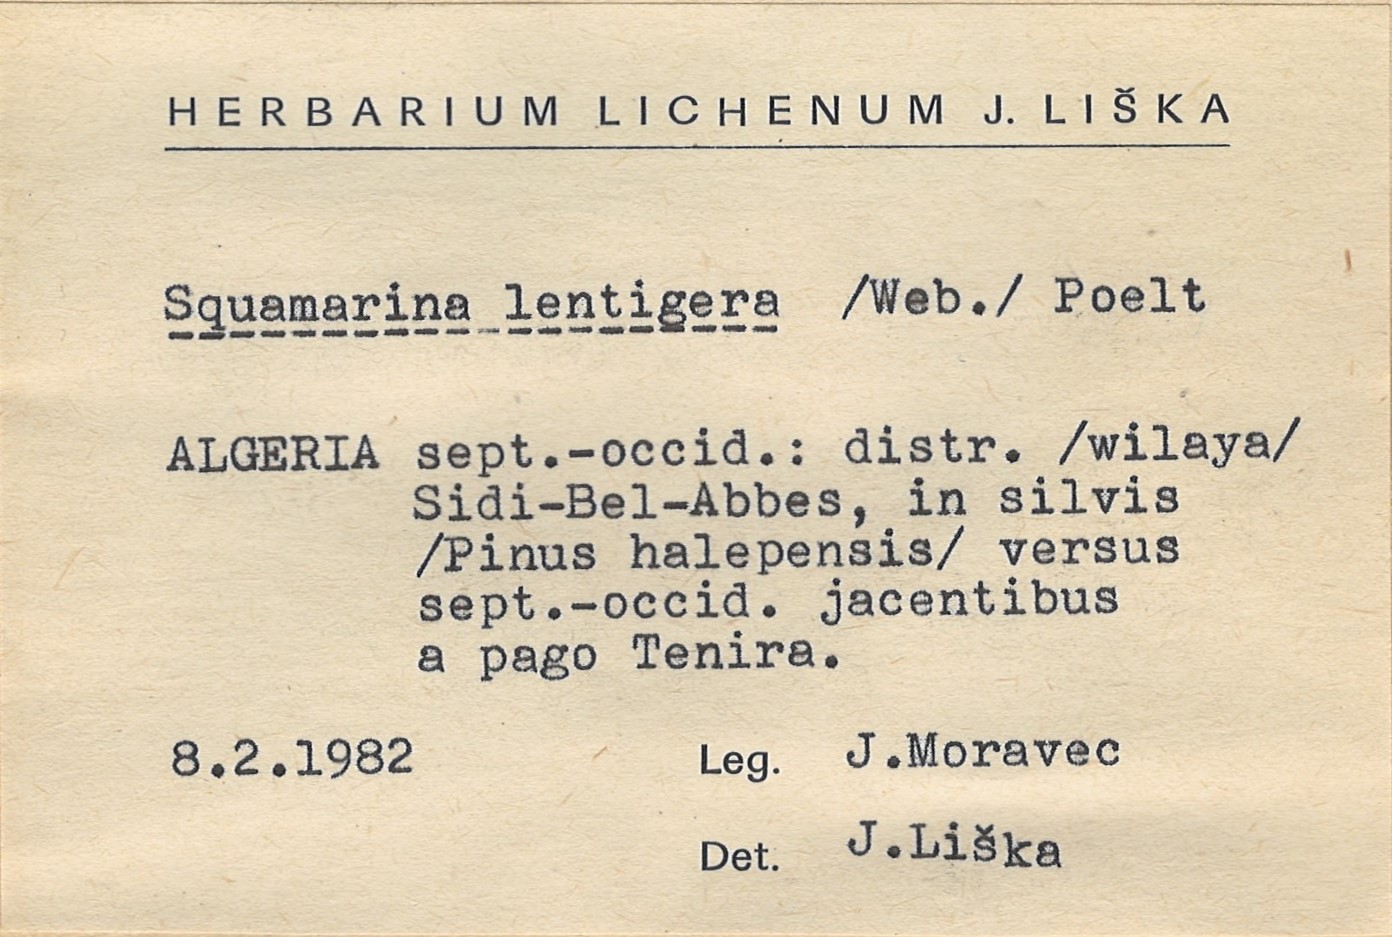 HERBARIUM LICHENUM J. LIŠKA
Squamarina lentigera /Web./ Poelt
ALGERIA sept.-occid.: distr. /wilaya/
Sidi-Bel-Abbes, in silvis
/Pinus halepensis/ versus
sept.-occid. jacentibus
a pago Tenira.
8.2.1982 Leg. J.Moravec
Det. J.Liška